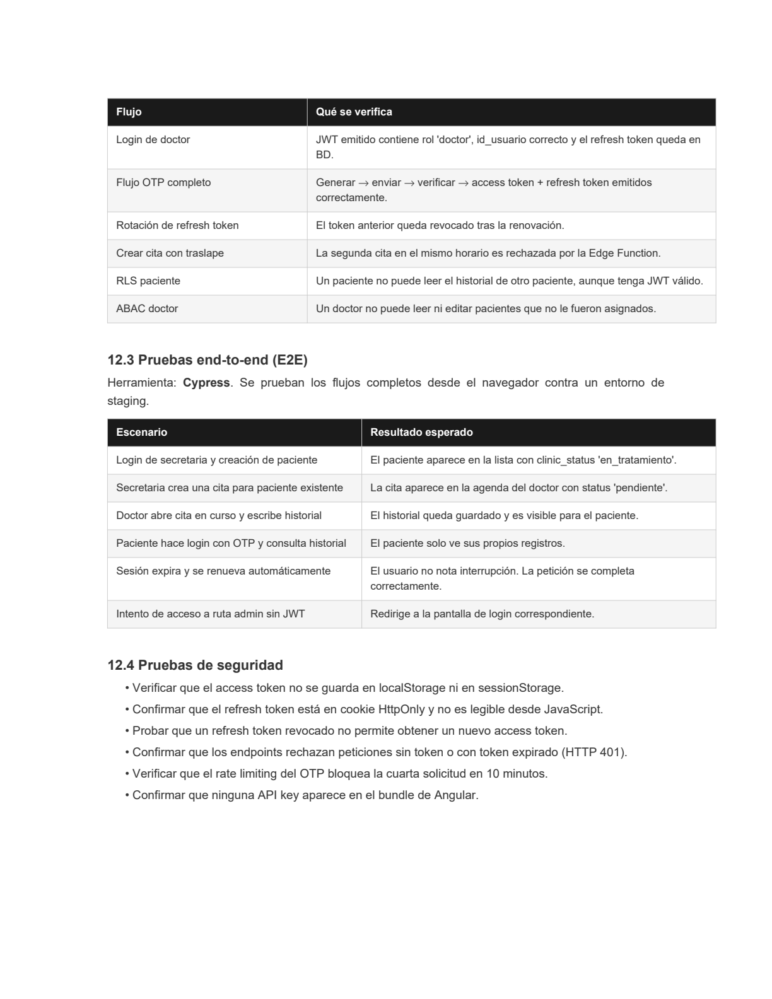 Flujo
Qué se verifica
Login de doctor
JWT emitido contiene rol 'doctor', id_usuario correcto y el refresh token queda en
BD.
Flujo OTP completo
Generar → enviar → verificar → access token + refresh token emitidos
correctamente.
Rotación de refresh token
El token anterior queda revocado tras la renovación.
Crear cita con traslape
La segunda cita en el mismo horario es rechazada por la Edge Function.
RLS paciente
Un paciente no puede leer el historial de otro paciente, aunque tenga JWT válido.
ABAC doctor
Un doctor no puede leer ni editar pacientes que no le fueron asignados.
12.3 Pruebas end-to-end (E2E)
Herramienta: Cypress. Se prueban los flujos completos desde el navegador contra un entorno de
staging.
Escenario
Resultado esperado
Login de secretaria y creación de paciente
El paciente aparece en la lista con clinic_status 'en_tratamiento'.
Secretaria crea una cita para paciente existente
La cita aparece en la agenda del doctor con status 'pendiente'.
Doctor abre cita en curso y escribe historial
El historial queda guardado y es visible para el paciente.
Paciente hace login con OTP y consulta historial
El paciente solo ve sus propios registros.
Sesión expira y se renueva automáticamente
El usuario no nota interrupción. La petición se completa
correctamente.
Intento de acceso a ruta admin sin JWT
Redirige a la pantalla de login correspondiente.
12.4 Pruebas de seguridad
• Verificar que el access token no se guarda en localStorage ni en sessionStorage.
• Confirmar que el refresh token está en cookie HttpOnly y no es legible desde JavaScript.
• Probar que un refresh token revocado no permite obtener un nuevo access token.
• Confirmar que los endpoints rechazan peticiones sin token o con token expirado (HTTP 401).
• Verificar que el rate limiting del OTP bloquea la cuarta solicitud en 10 minutos.
• Confirmar que ninguna API key aparece en el bundle de Angular.